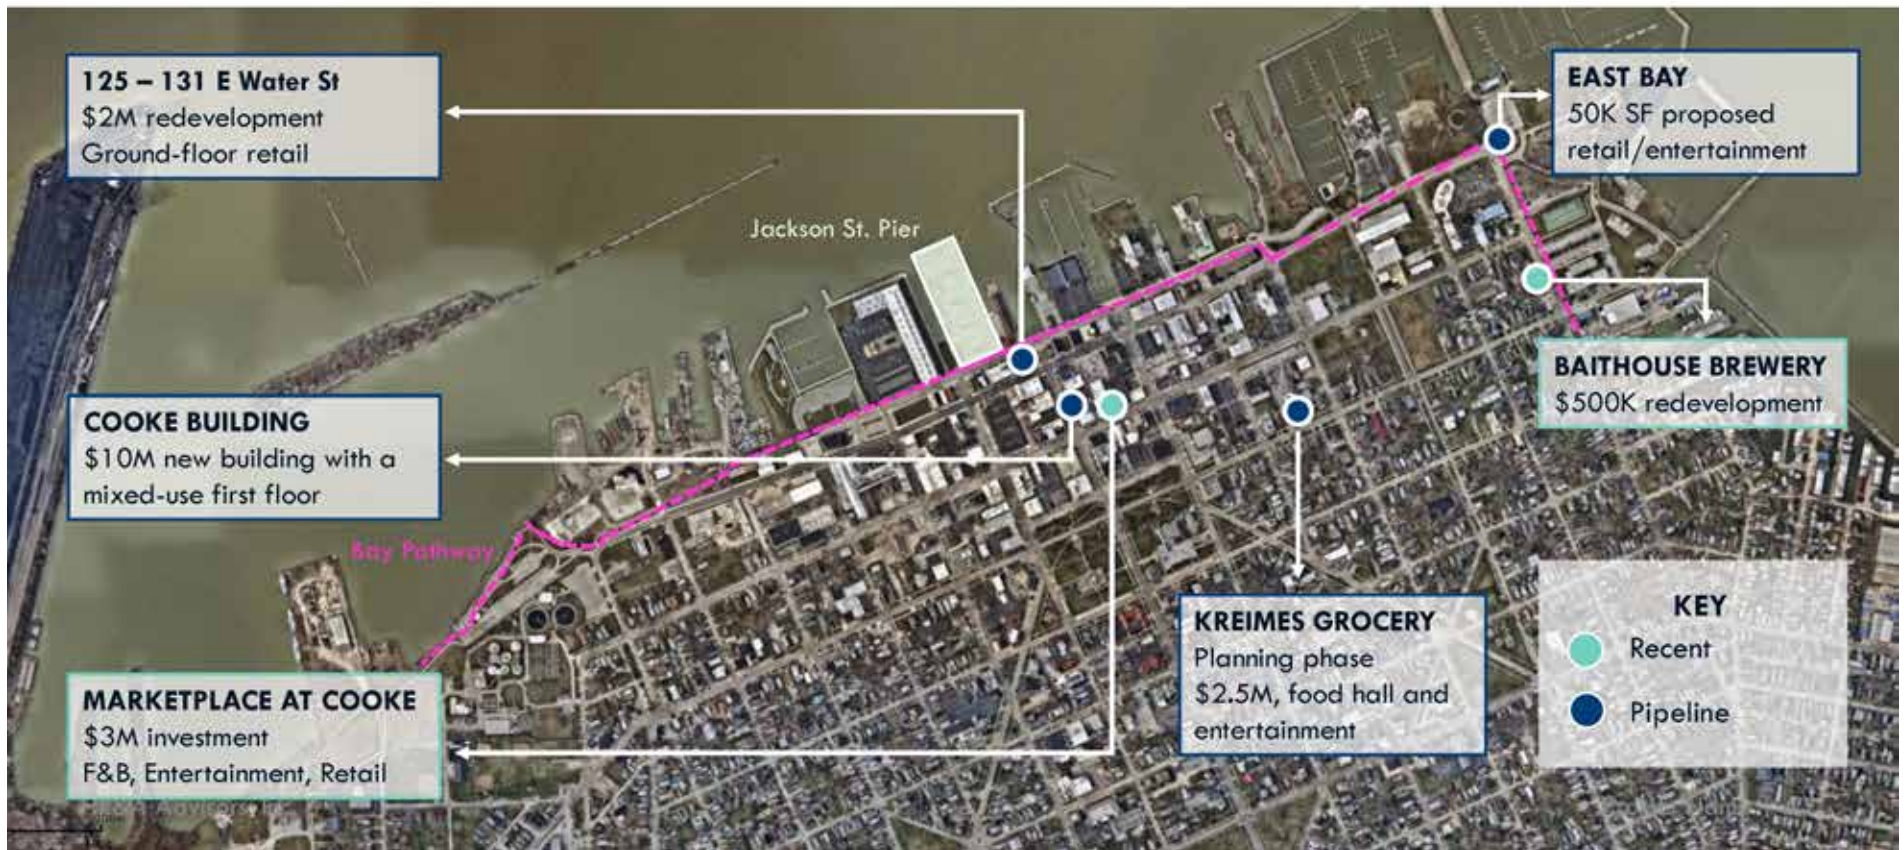 125 – 131 E Water St
$2M redevelopment
Ground-floor retail
EAST BAY
50K SF proposed
retail/entertainment
Jackson St. Pier
BAITHOUSE BREWERY
$500K redevelopment
COOKE BUILDING
$10M new building with a
mixed-use first floor
Bay Pathway
KREIMES GROCERY
Planning phase
$2.5M, food hall and
entertainment
KEY
Recent
Pipeline
MARKETPLACE AT COOKE
$3M investment
F&B, Entertainment, Retail